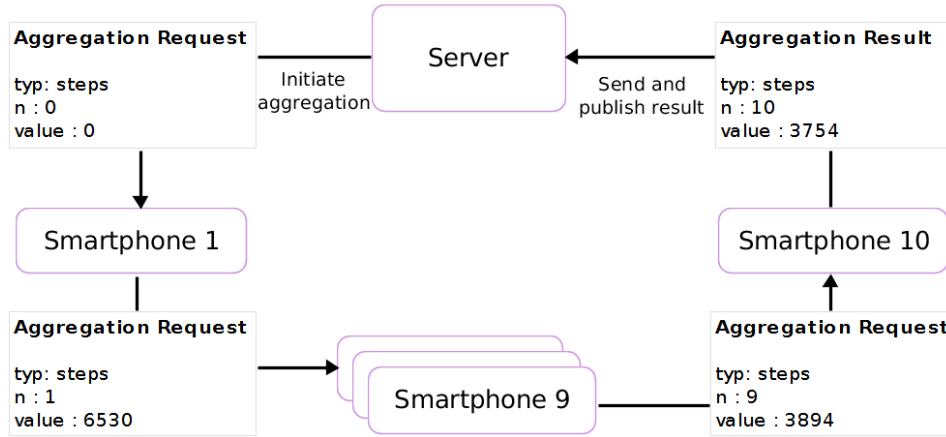 Aggregation Request
typ: steps
n : 0
value : 0
Initiate
aggregation
Server
Send and
publish result
Aggregation Result
typ: steps
n : 10
value : 3754
Smartphone 1
Smartphone 10
Aggregation Request
typ: steps
n : 1
value : 6530
Smartphone 9
Aggregation Request
typ: steps
n : 9
value : 3894